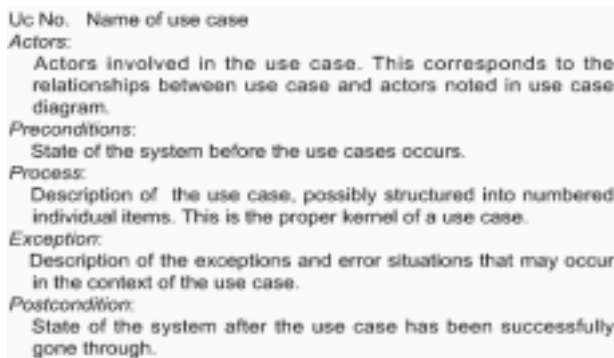 Uc No. Name of use case
Actors:
Actors involved in the use case. This corresponds to the
relationships between use case and actors noted in use case
diagram.
Preconditions:
State of the system before the use cases occurs.
Process:
Description of the use case, possibly structured into numbered
individual items. This is the proper kernel of a use case.
Exception:
Description of the exceptions and error situations that may occur
in the context of the use case.
Postcondition:
State of the system after the use case has been successfully
gone through.